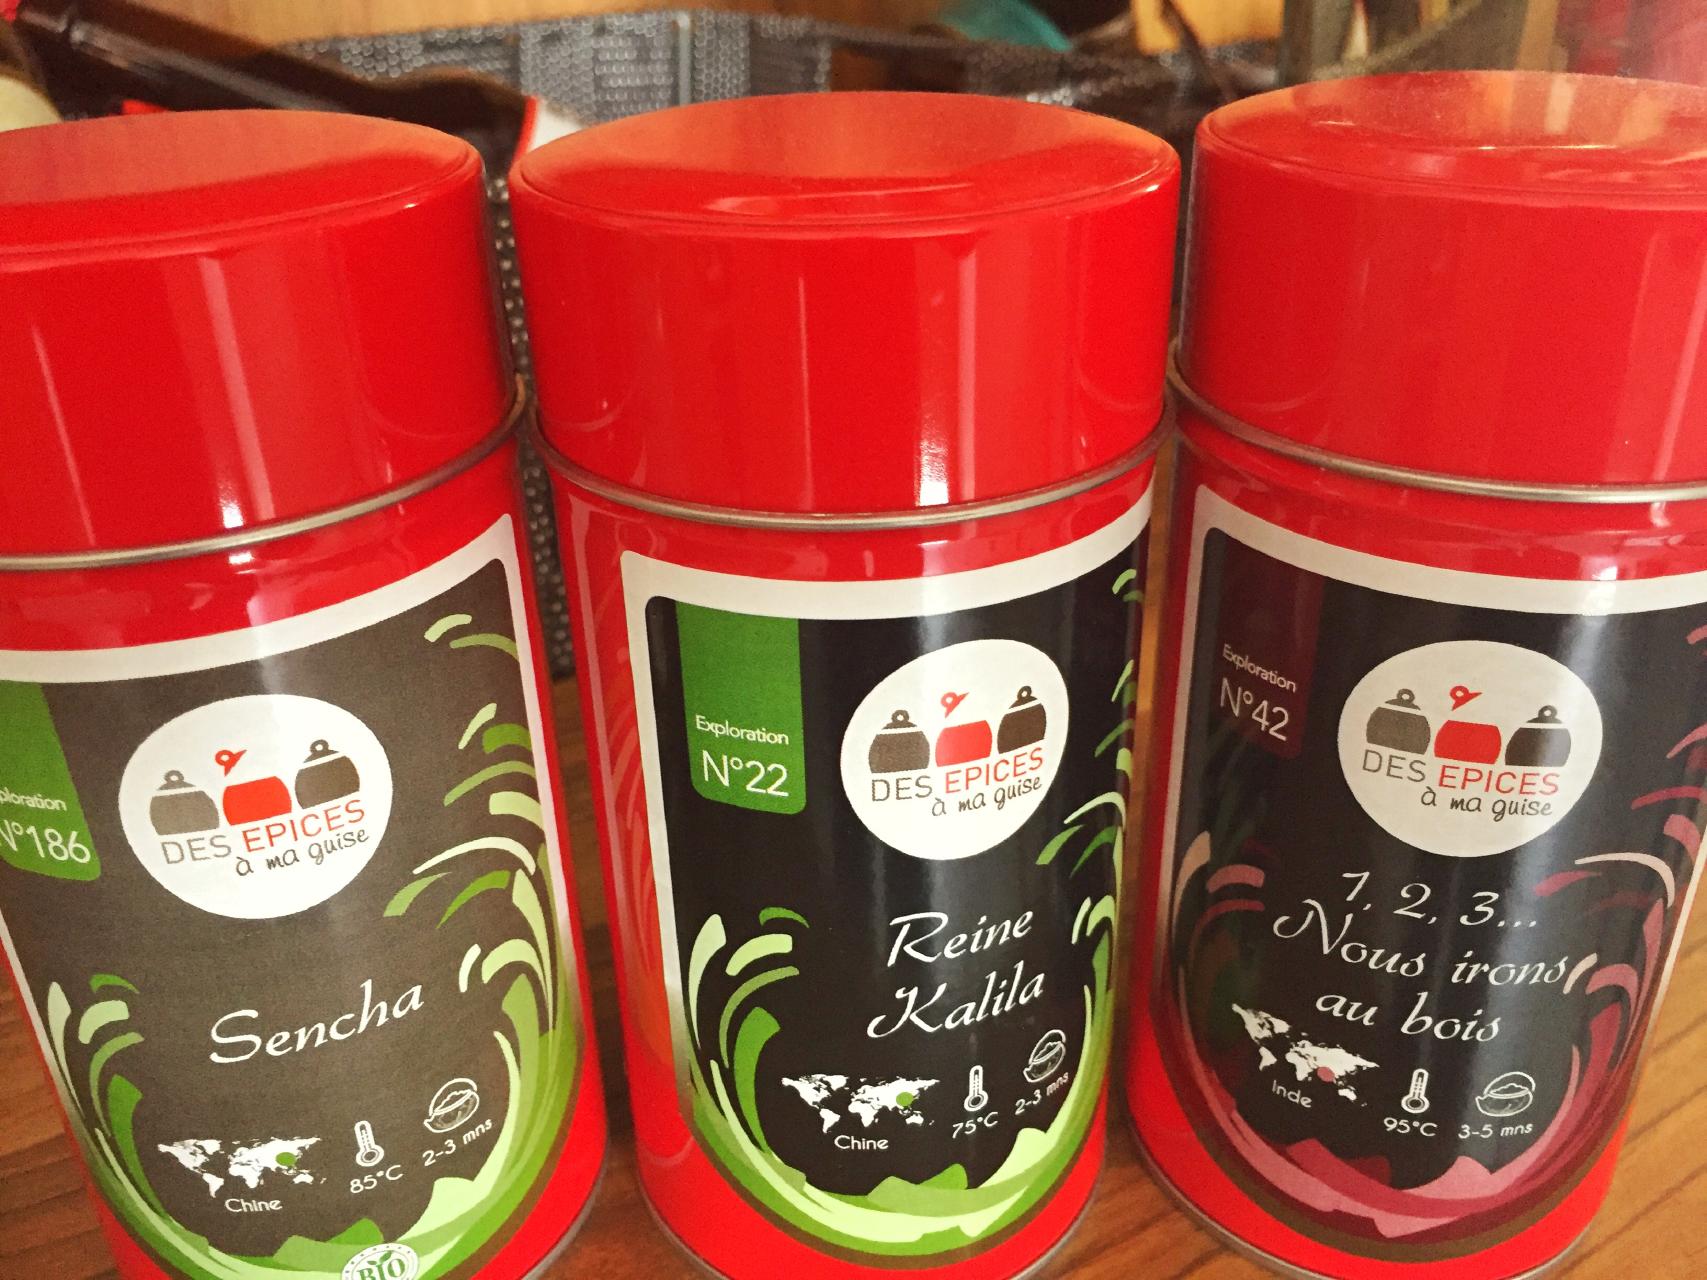 ploration
N°186
DES EPICES
à ma guise
Sencha
Chine
85°C
2-3 mns
BIO
Exploration
N°22
DES EPICES
à ma guise
Reine
Kalila
Chine
75°C
2-3 mns
Exploration
N°42
DES EPICES
à ma guise
1, 2, 3...
Nous irons
au bois
Inde
95°C
3-5 mns